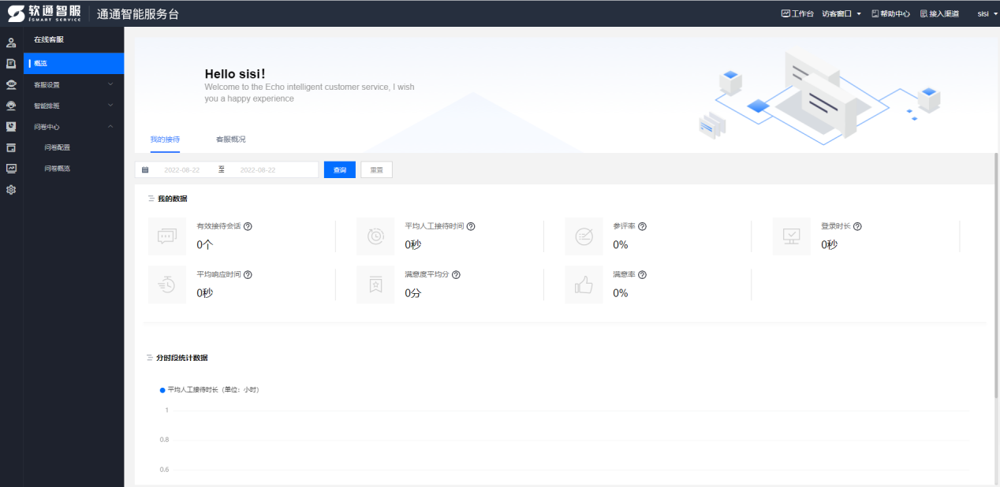 软通智服
iSMART SERVICE
通通智能服务台
工作台
访客窗口
帮助中心
接入渠道
sisi
在线客服
概览
客服设置
智能排班
问卷中心
问卷配置
问卷概览
Hello sisi!
Welcome to the Echo intelligent customer service, I wish
you a happy experience
我的接待
客服概况
2022-08-22
至
2022-08-22
查询
重置
我的数据
有效接待会话
0个
平均人工接待时间
0秒
参评率
0%
登录时长
0秒
平均响应时间
0秒
满意度平均分
0分
满意率
0%
分时段统计数据
平均人工接待时长（单位：小时）
1
0.8
0.6